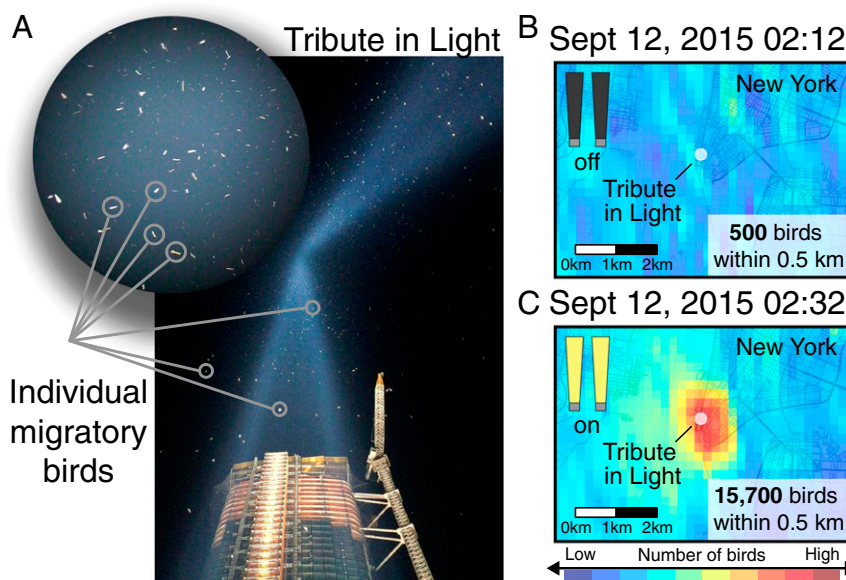 A
Tribute in Light
Individual
migratory
birds
B Sept 12, 2015 02:12
New York
off
Tribute
in Light
500 birds
within 0.5 km
0km 1km 2km
C Sept 12, 2015 02:32
New York
on
Tribute
in Light
15,700 birds
within 0.5 km
0km 1km 2km
Low Number of birds High